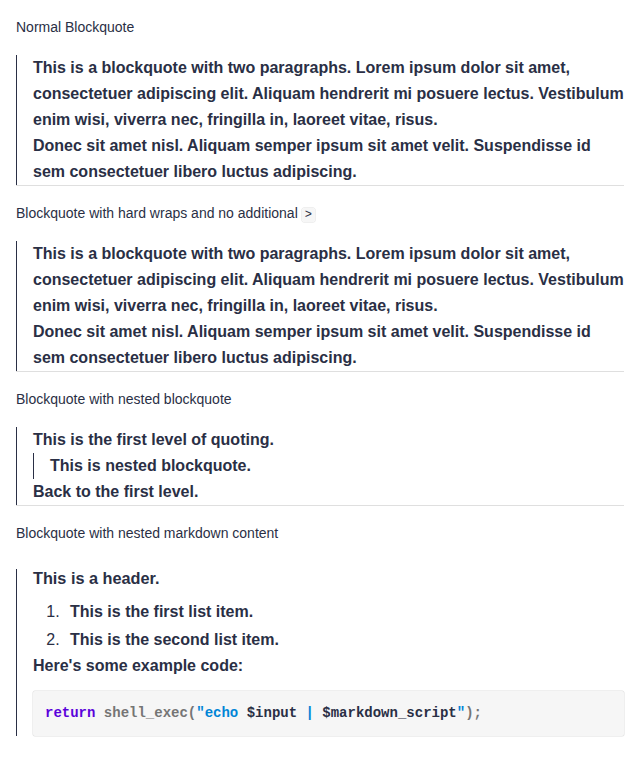 Normal Blockquote
This is a blockquote with two paragraphs. Lorem ipsum dolor sit amet,
consectetuer adipiscing elit. Aliquam hendrerit mi posuere lectus. Vestibulum
enim wisi, viverra nec, fringilla in, laoreet vitae, risus.
Donec sit amet nisl. Aliquam semper ipsum sit amet velit. Suspendisse id
sem consectetuer libero luctus adipiscing.
Blockquote with hard wraps and no additional >
This is a blockquote with two paragraphs. Lorem ipsum dolor sit amet,
consectetuer adipiscing elit. Aliquam hendrerit mi posuere lectus. Vestibulum
enim wisi, viverra nec, fringilla in, laoreet vitae, risus.
Donec sit amet nisl. Aliquam semper ipsum sit amet velit. Suspendisse id
sem consectetuer libero luctus adipiscing.
Blockquote with nested blockquote
This is the first level of quoting.
This is nested blockquote.
Back to the first level.
Blockquote with nested markdown content
This is a header.
1. This is the first list item.
2. This is the second list item.
Here's some example code:
return shell_exec("echo $input | $markdown_script");